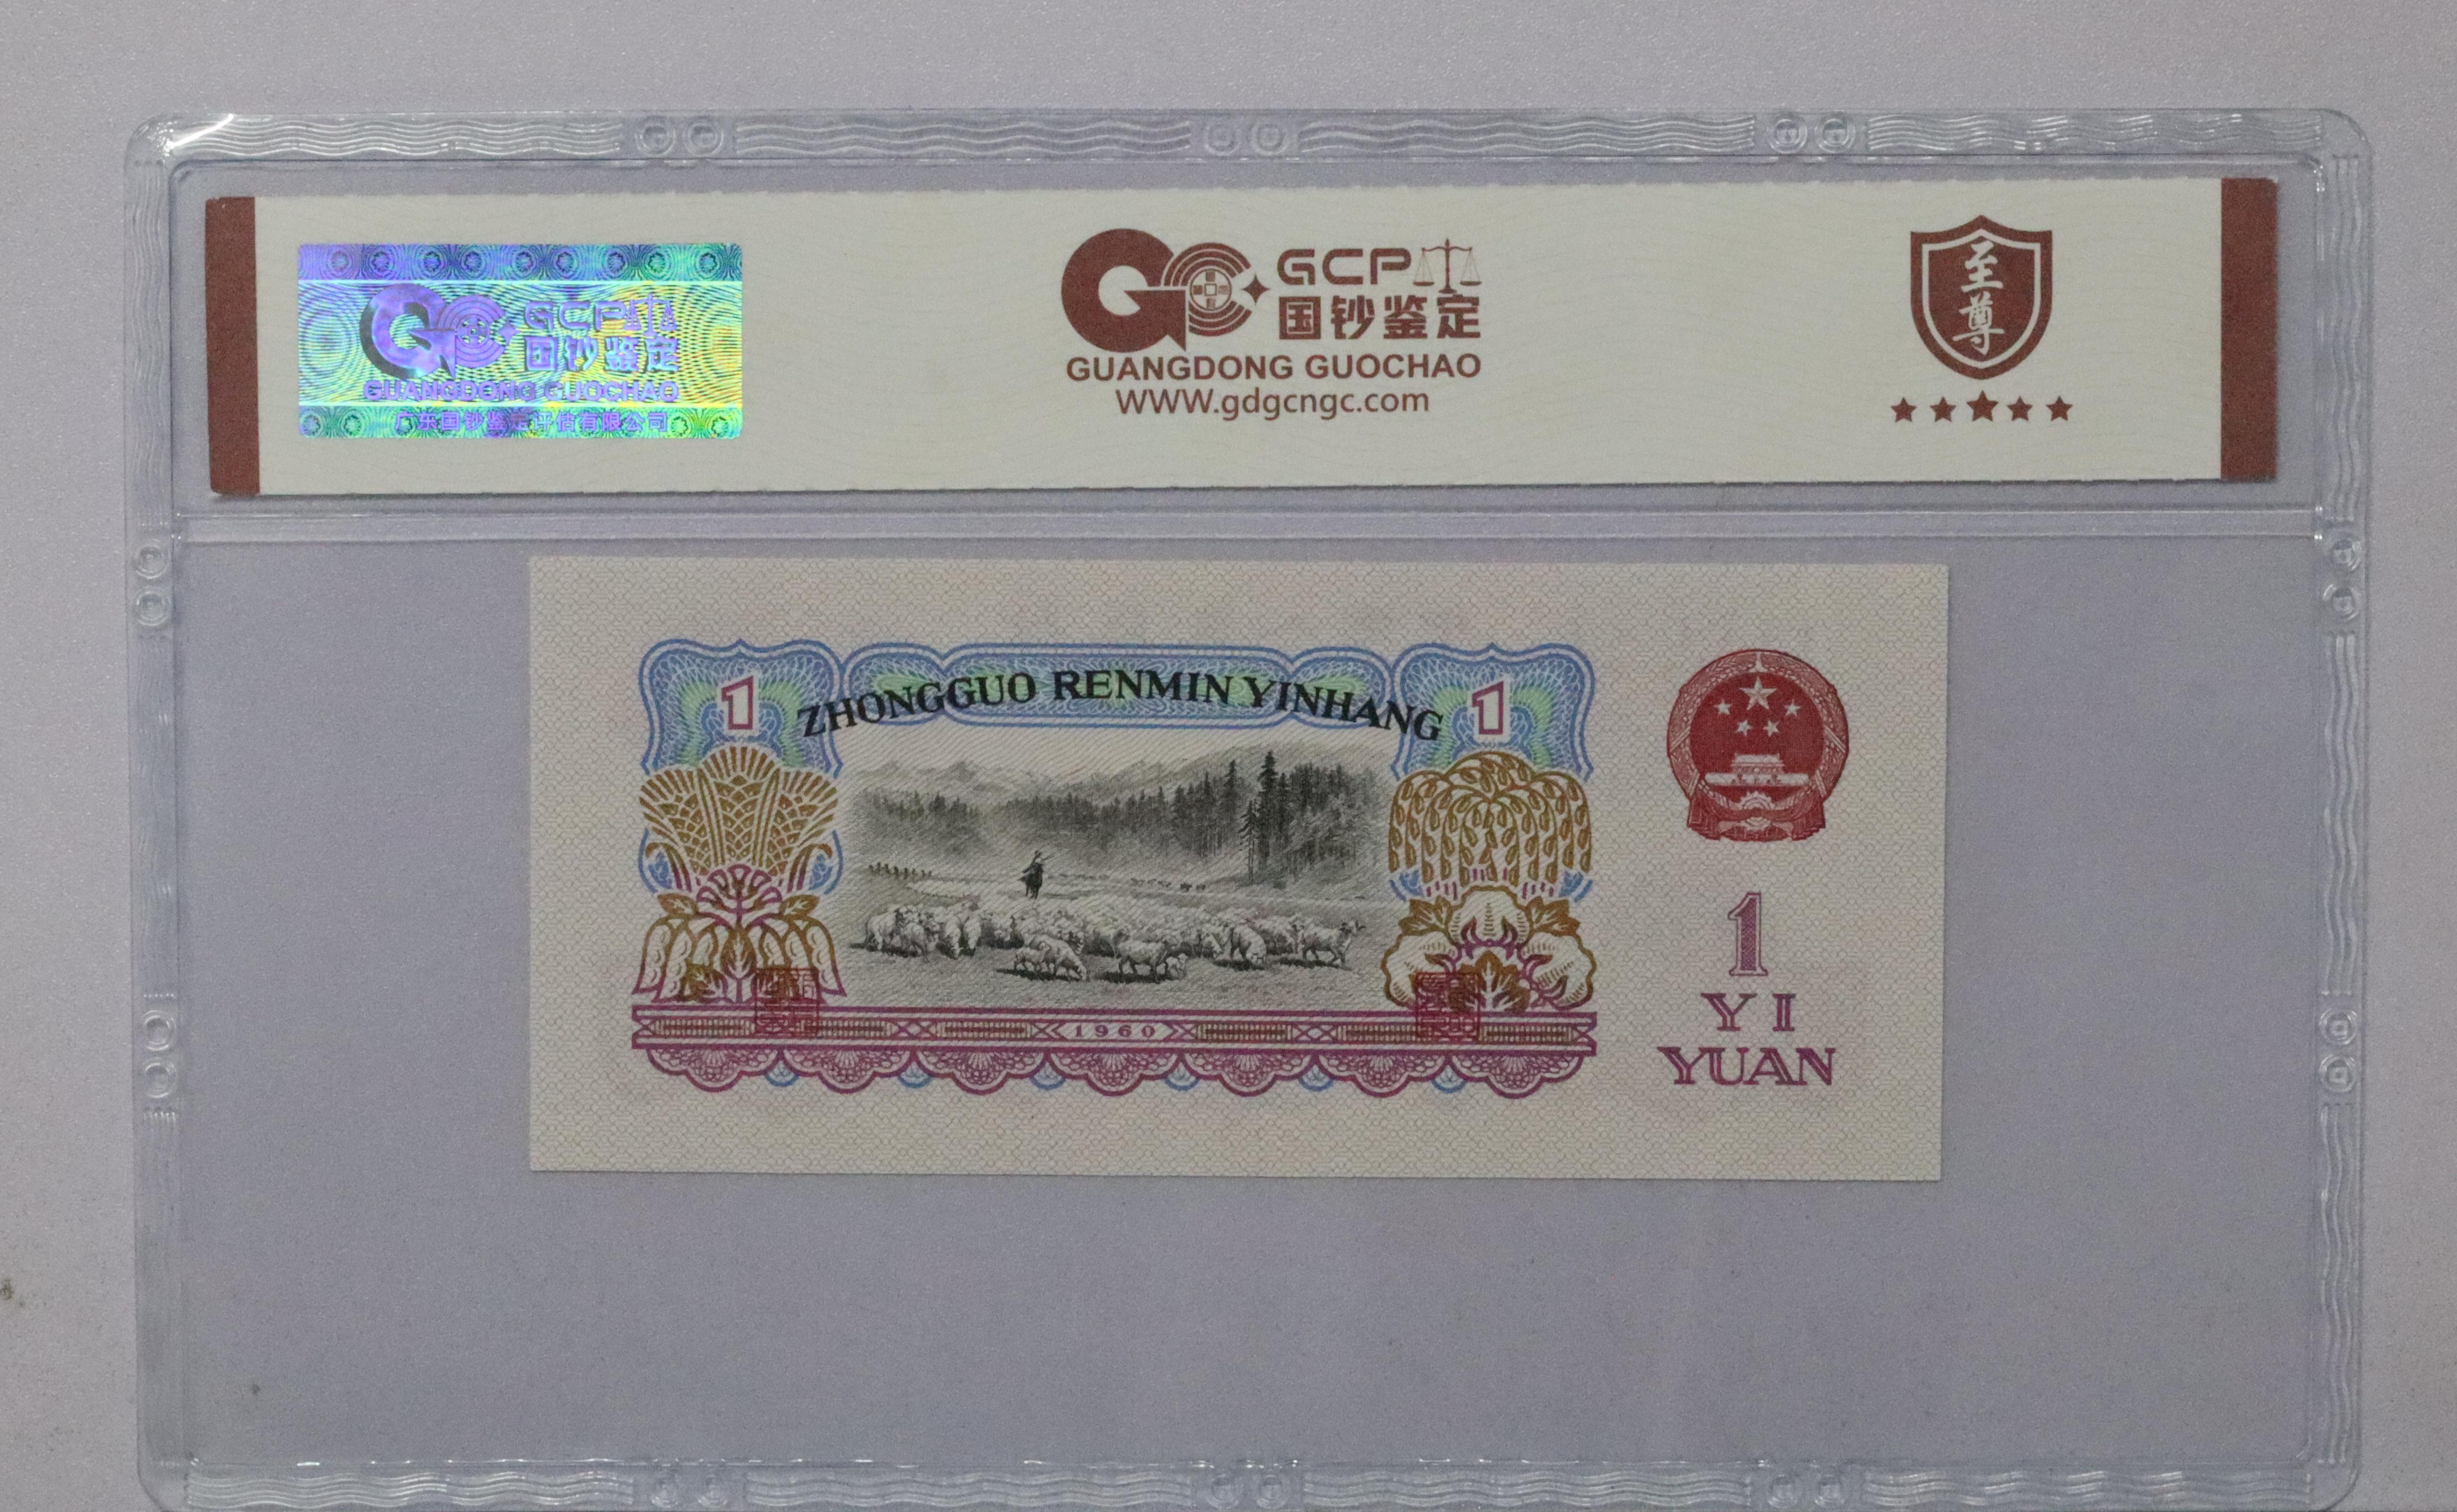 GCP
国钞鉴定
GUANGDONG GUOCHAO
广东国钞鉴定评估有限公司
GCP
国钞鉴定
GUANGDONG GUOCHAO
WWW.gdgcngc.com
至
尊
1 ZHONGGUO RENMIN YINHANG 1
1960
1
YI
YUAN